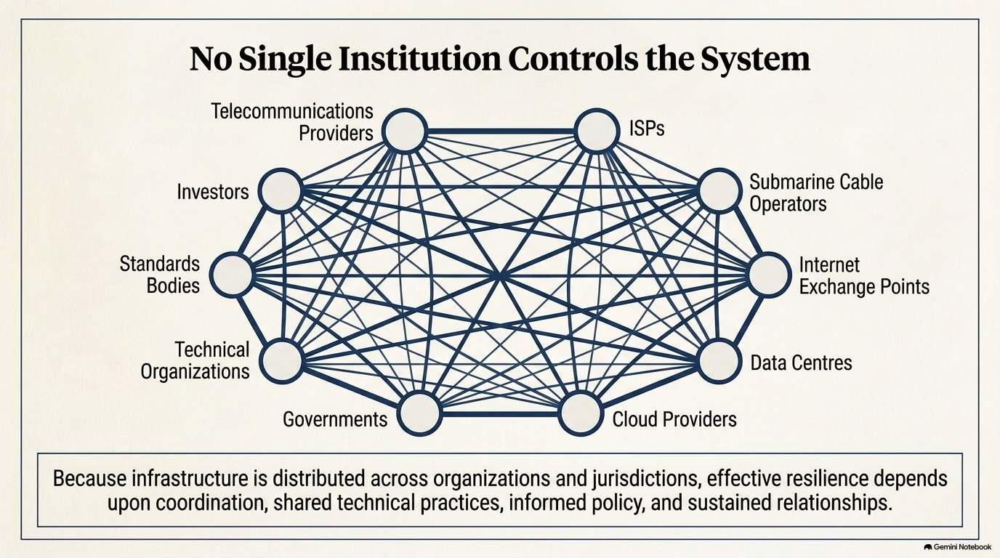 No Single Institution Controls the System
Telecommunications
Providers
ISPs
Investors
Submarine Cable
Operators
Standards
Bodies
Internet
Exchange Points
Technical
Organizations
Data Centres
Governments
Cloud Providers
Because infrastructure is distributed across organizations and jurisdictions, effective resilience depends
upon coordination, shared technical practices, informed policy, and sustained relationships.
Gemini Notebook